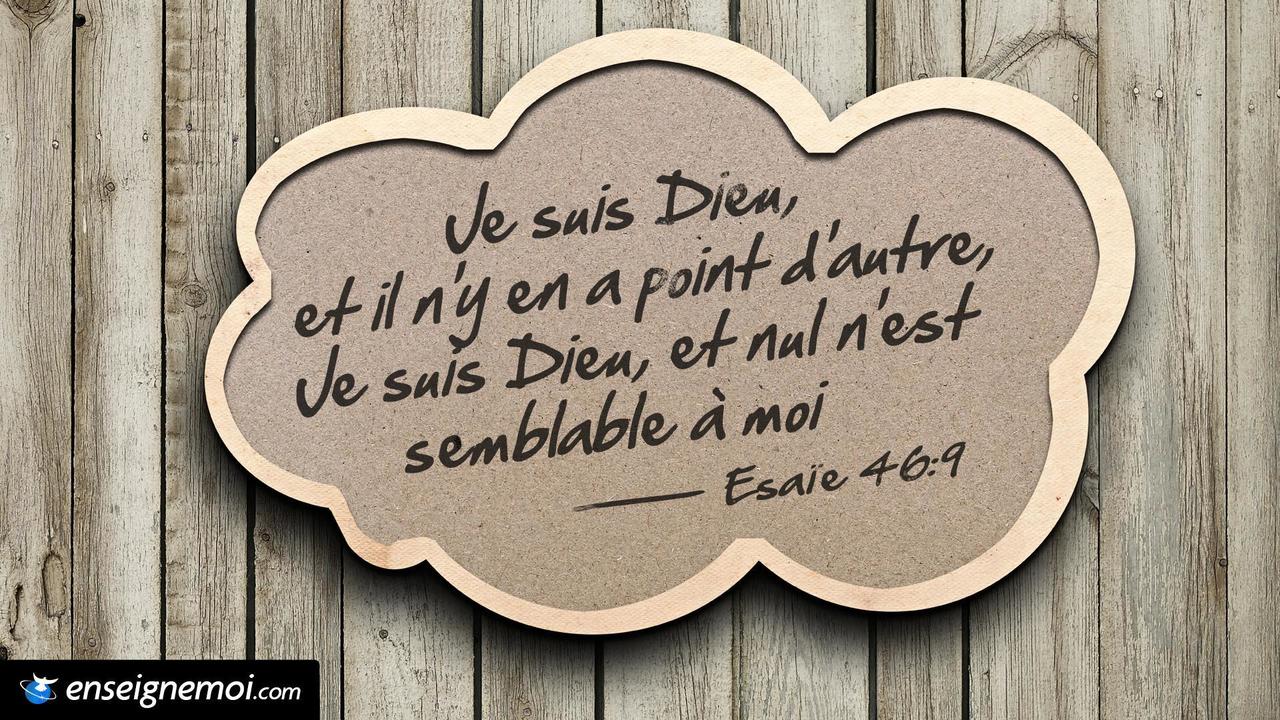 Je suis Dieu,
et il n'y en a point d'autre,
Je suis Dieu, et nul n'est
semblable à moi
Esaïe 46:9
enseignemoi.com